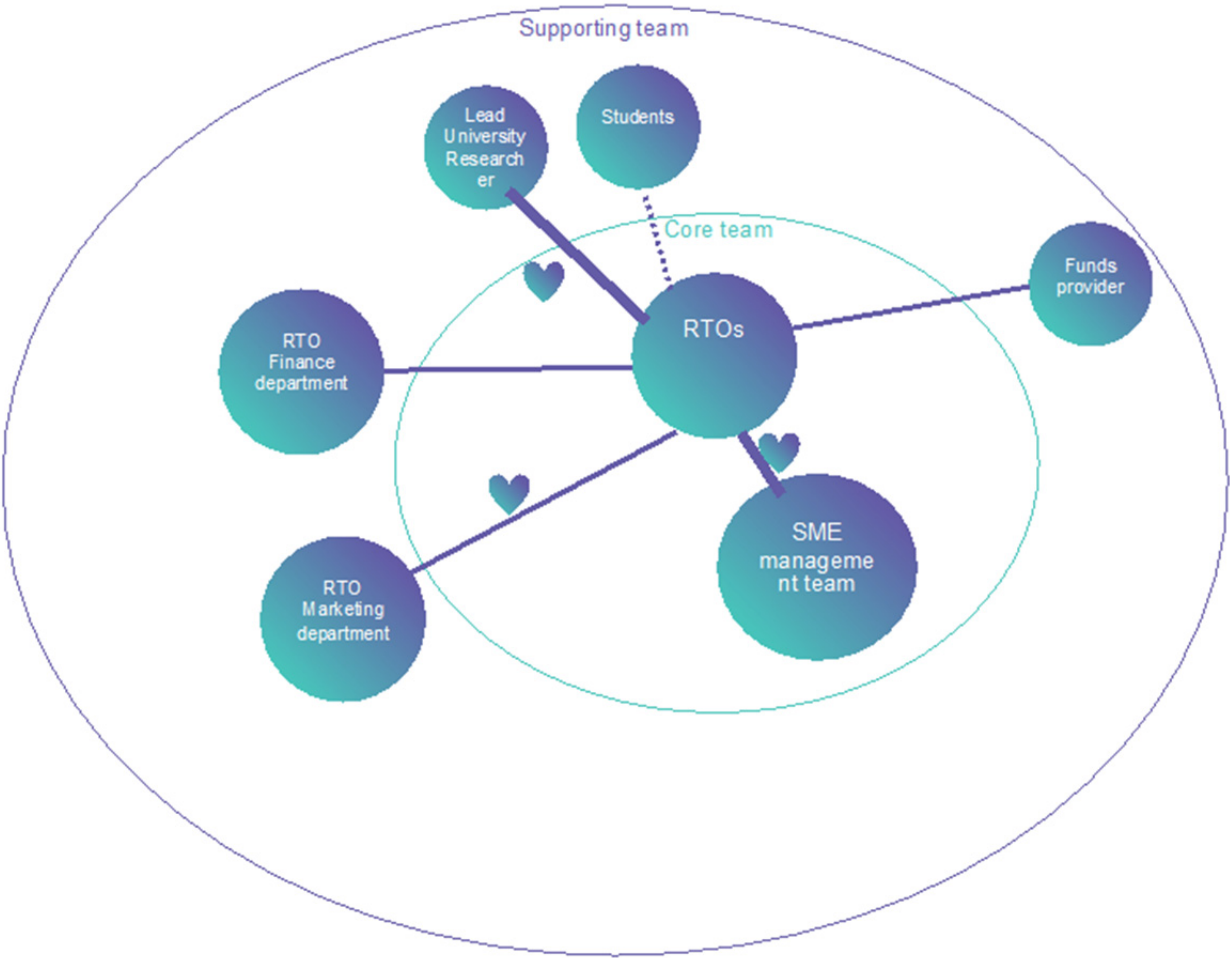 Supporting team
Lead
University
Research
er
Students
Core team
Funds
provider
RTOs
RTO
Finance
department
SME
manageme
nt team
RTO
Marketing
department